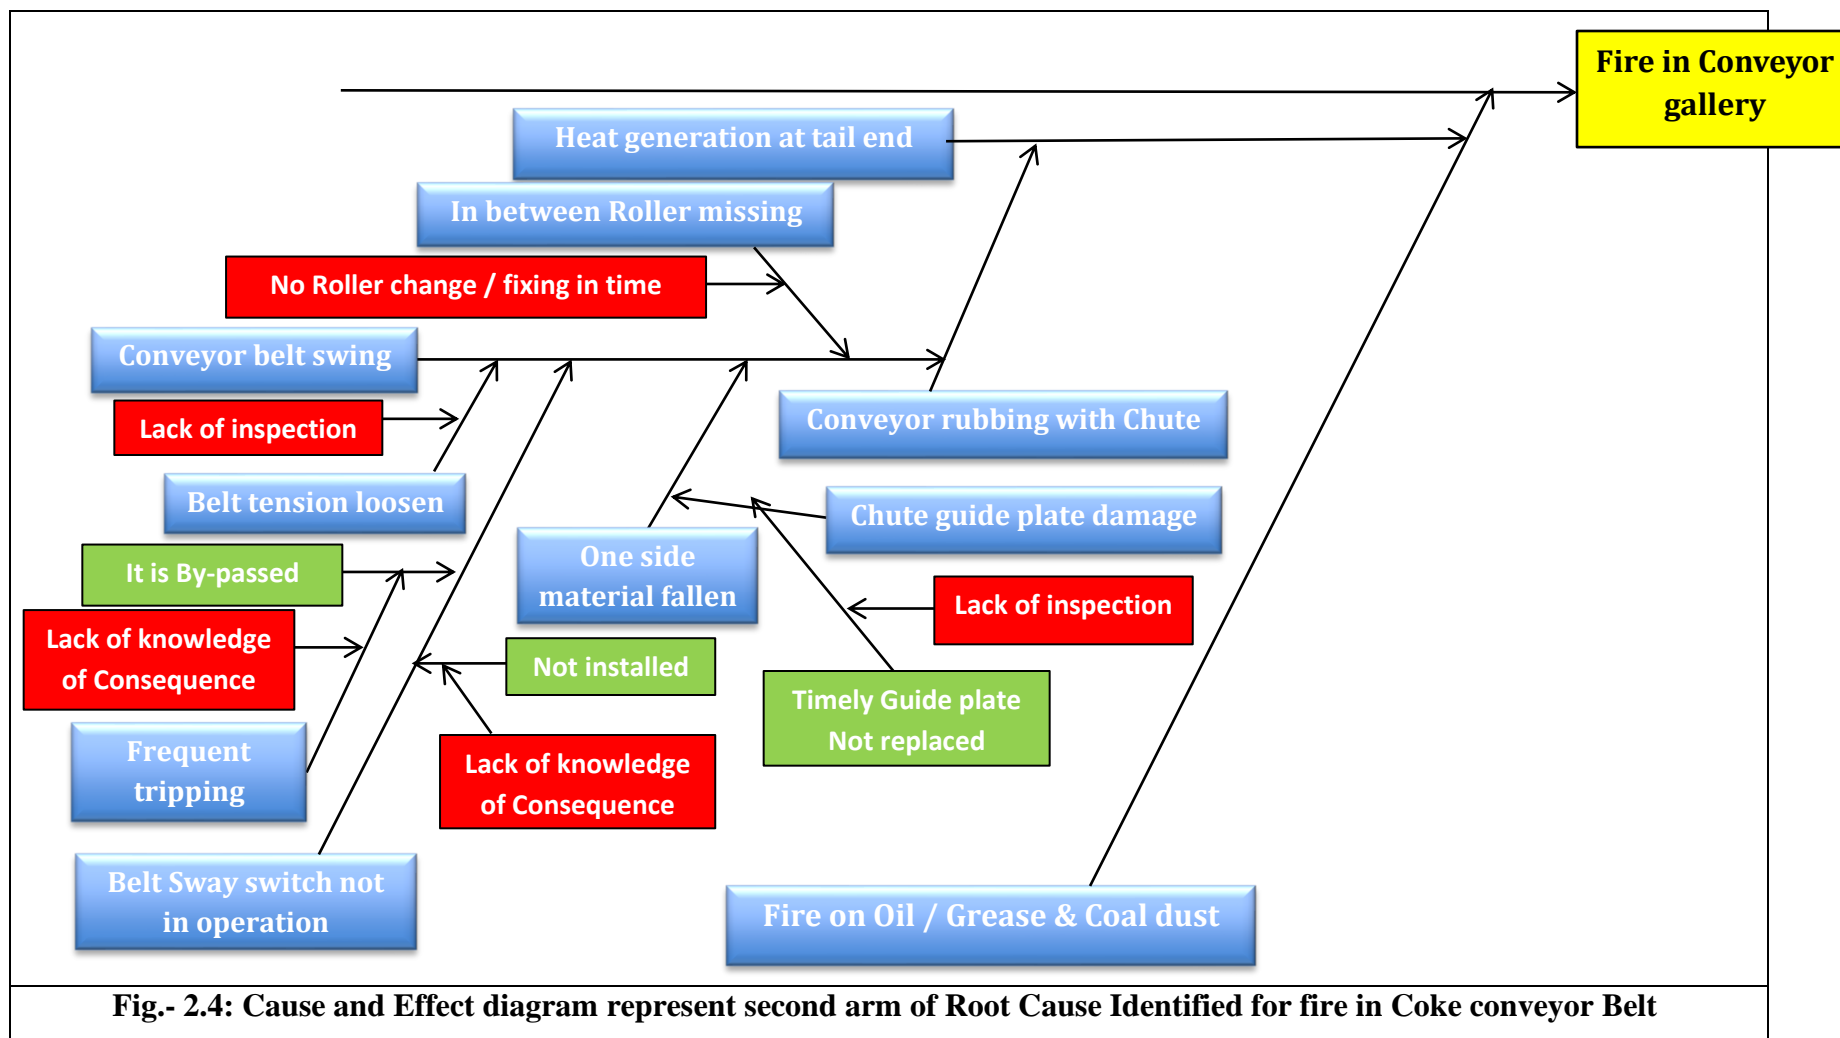 Fire in Conveyor
gallery
Heat generation at tail end
In between Roller missing
No Roller change / fixing in time
Conveyor belt swing
Lack of inspection
Conveyor rubbing with Chute
Belt tension loosen
Chute guide plate damage
It is By-passed
One side
material fallen
Lack of inspection
Lack of knowledge
of Consequence
Not installed
Timely Guide plate
Not replaced
Frequent
tripping
Lack of knowledge
of Consequence
Belt Sway switch not
in operation
Fire on Oil / Grease & Coal dust
Fig.- 2.4: Cause and Effect diagram represent second arm of Root Cause Identified for fire in Coke conveyor Belt